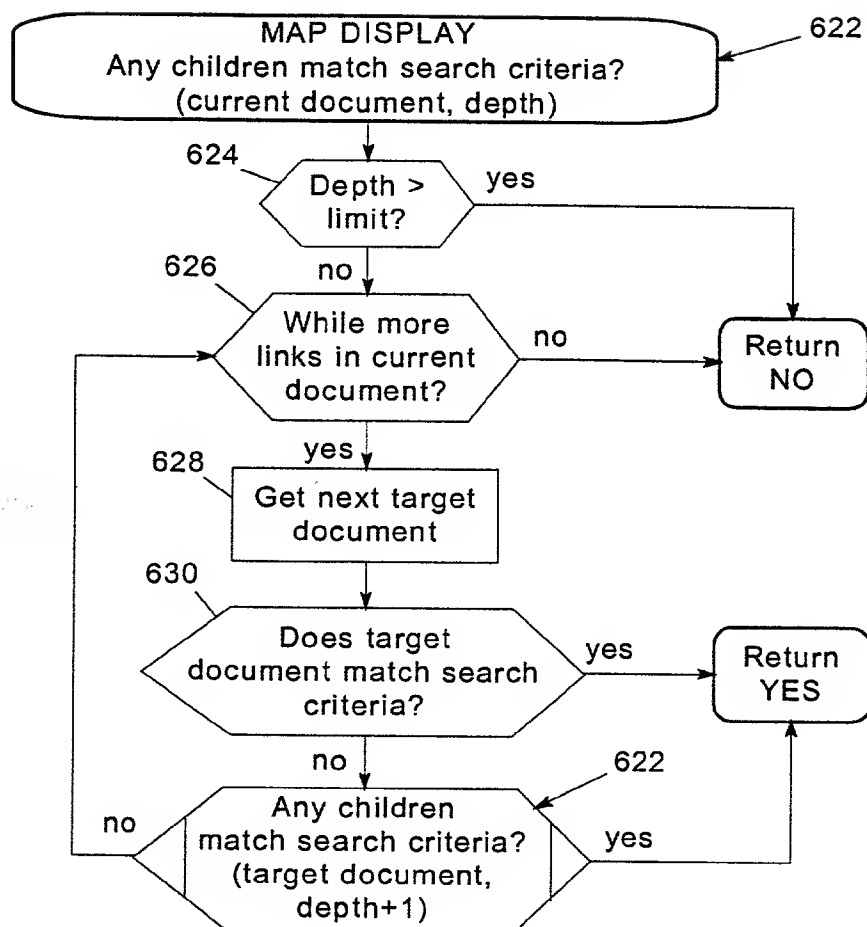 MAP DISPLAY
Any children match search criteria?
(current document, depth)
622
624
Depth >
limit?
yes
no
626
While more
links in current
document?
no
Return
NO
yes
628
Get next target
document
630
Does target
document match search
criteria?
yes
Return
YES
no
622
no
Any children
match search criteria?
(target document,
depth+1)
yes